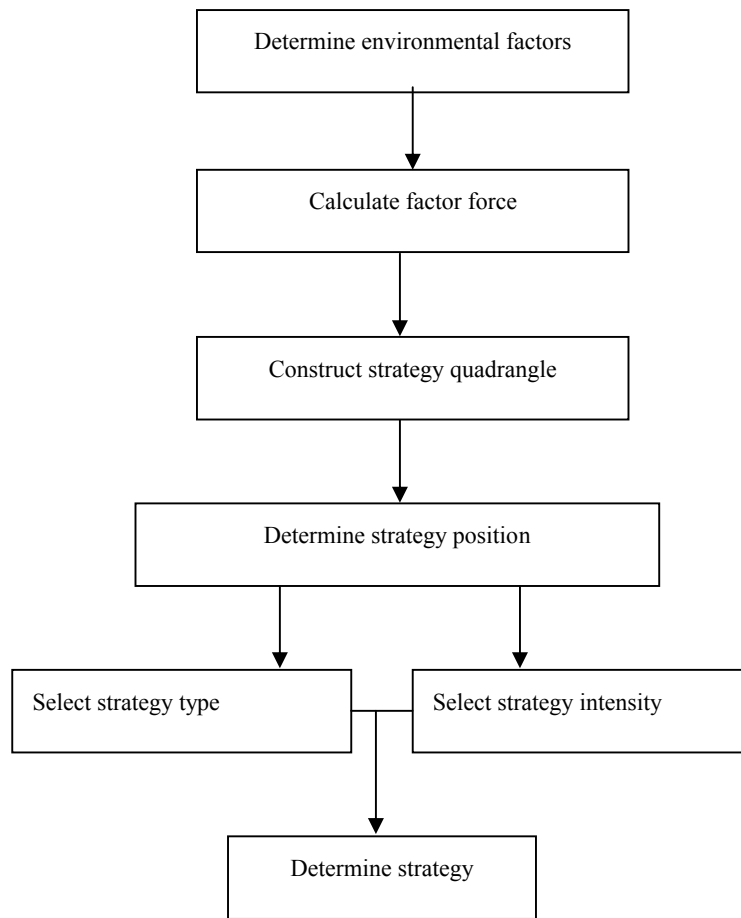 Determine environmental factors
Calculate factor force
Construct strategy quadrangle
Determine strategy position
Select strategy type
Select strategy intensity
Determine strategy